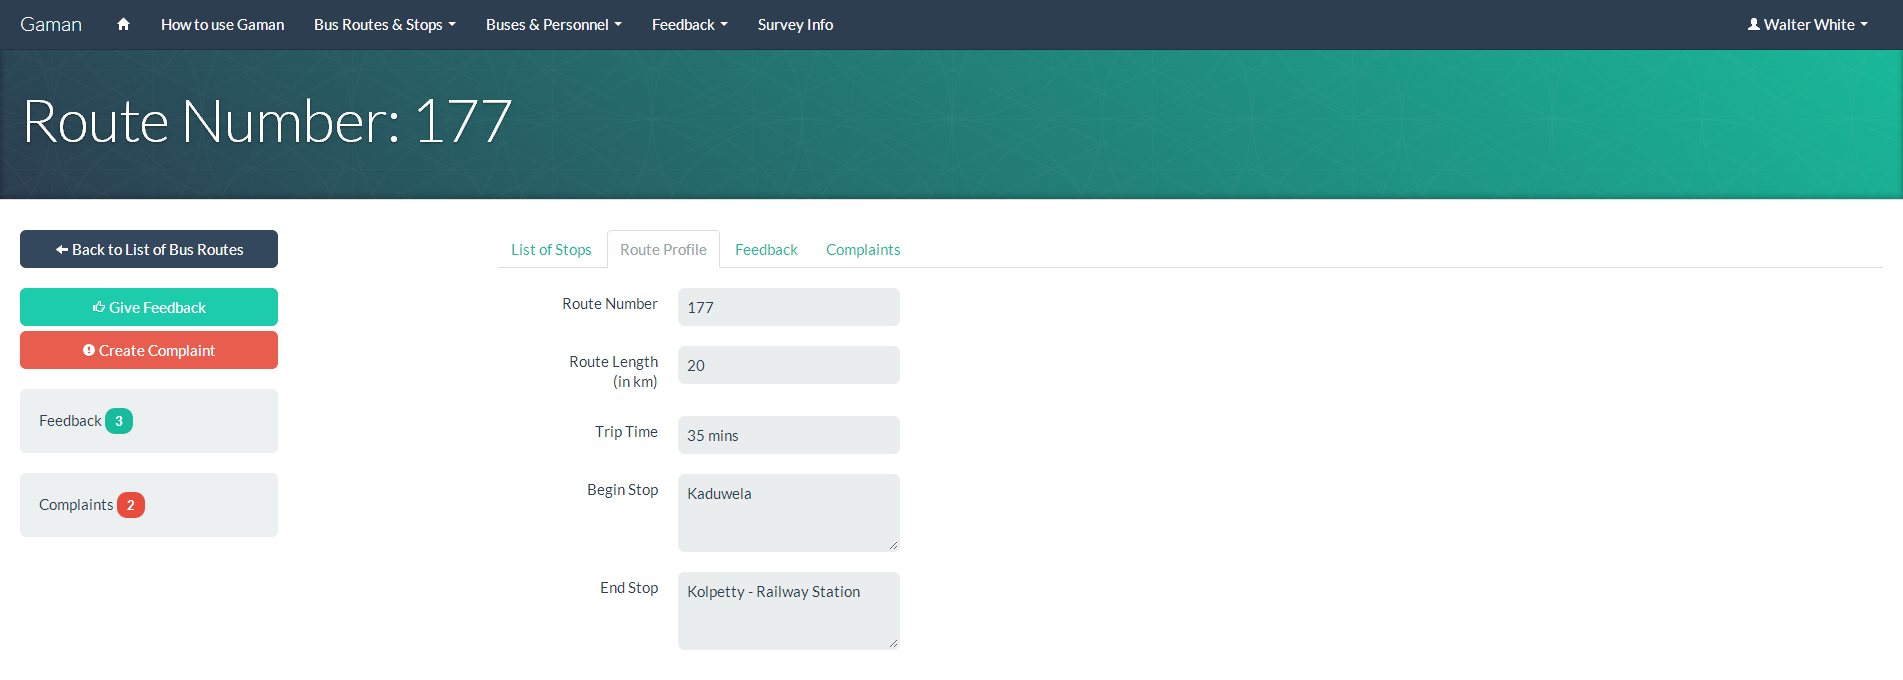 Gaman How to use Gaman Bus Routes & Stops Buses & Personnel Feedback Survey Info Walter White
Route Number: 177
Back to List of Bus Routes
Give Feedback
Create Complaint
Feedback 3
Complaints 2
List of Stops Route Profile Feedback Complaints
Route Number 177
Route Length
(in km) 20
Trip Time 35 mins
Begin Stop Kaduwela
End Stop Kolpetty - Railway Station